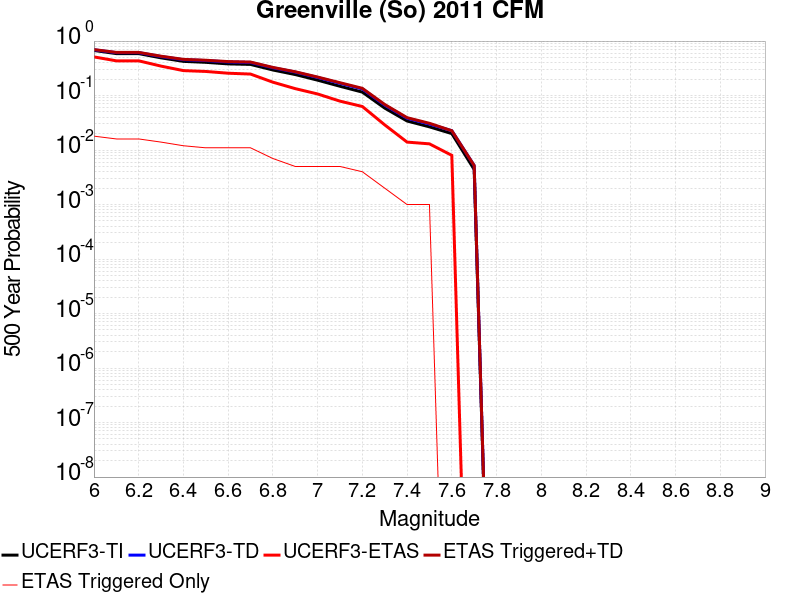 Greenville (So) 2011 CFM
10^0
10^-1
10^-2
10^-3
10^-4
10^-5
10^-6
10^-7
10^-8
500 Year Probability
6 6.2 6.4 6.6 6.8 7 7.2 7.4 7.6 7.8 8 8.2 8.4 8.6 8.8 9
Magnitude
UCERF3-TI UCERF3-TD UCERF3-ETAS ETAS Triggered+TD
ETAS Triggered Only